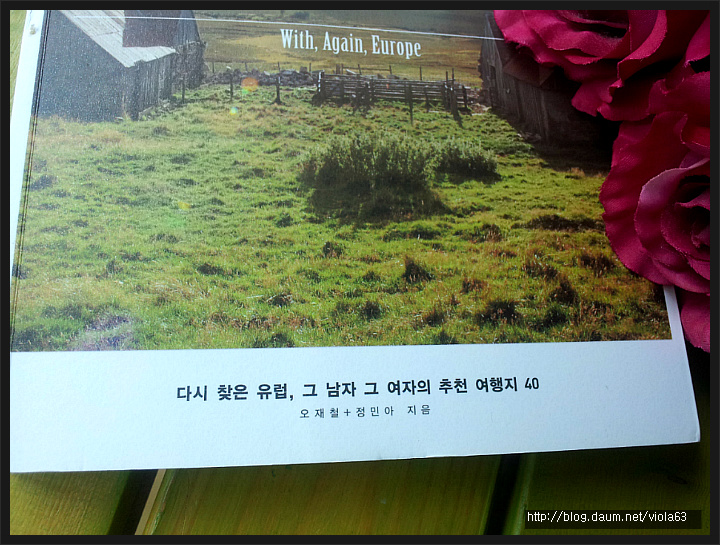 With, Again, Europe
다시 찾은 유럽, 그 남자 그 여자의 추천 여행지 40
오재철+정민아 지음
http://blog.daum.net/viola63